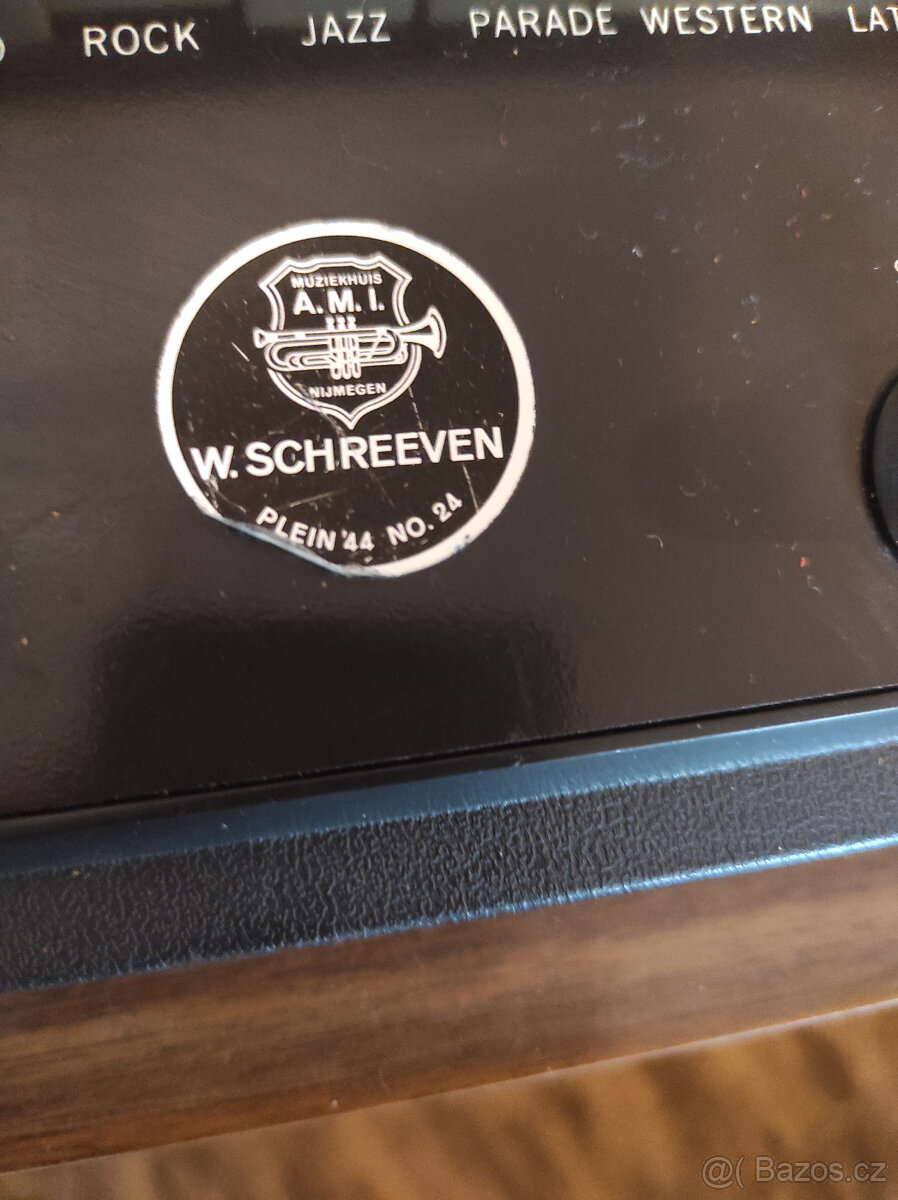 ROCK JAZZ PARADE WESTERN
MUZIEKHUIS
A.M.I.
NIJMEGEN
W. SCHREEVEN
PLEIN '44 NO. 24
@( Bazos.cz